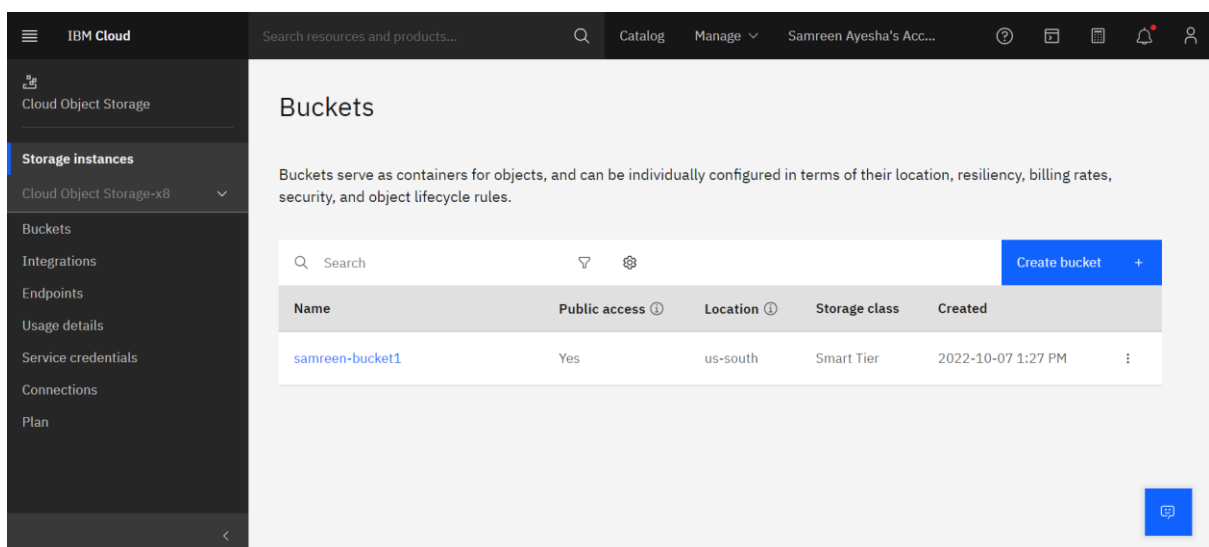 IBM Cloud
Search resources and products...
Catalog
Manage
Samreen Ayesha's Acc...
Cloud Object Storage
Storage instances
Cloud Object Storage-x8
Buckets
Integrations
Endpoints
Usage details
Service credentials
Connections
Plan
Buckets
Buckets serve as containers for objects, and can be individually configured in terms of their location, resiliency, billing rates,
security, and object lifecycle rules.
Search
Create bucket +
Name Public access Location Storage class Created
samreen-bucket1 Yes us-south Smart Tier 2022-10-07 1:27 PM